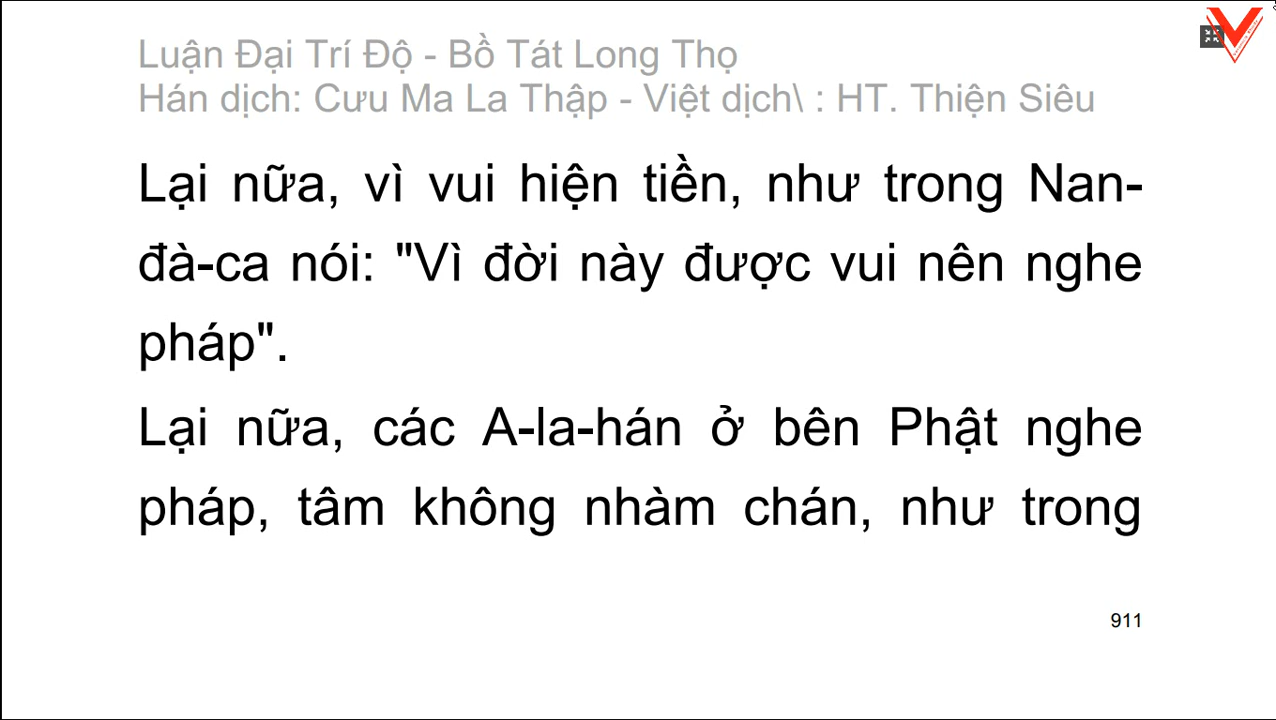 Luận Đại Trí Độ - Bồ Tát Long Thọ
Hán dịch: Cưu Ma La Thập - Việt dịch\ : HT. Thiện Siêu
Lại nữa, vì vui hiện tiền, như trong Nan-
đà-ca nói: "Vì đời này được vui nên nghe
pháp".
Lại nữa, các A-la-hán ở bên Phật nghe
pháp, tâm không nhàm chán, như trong
911